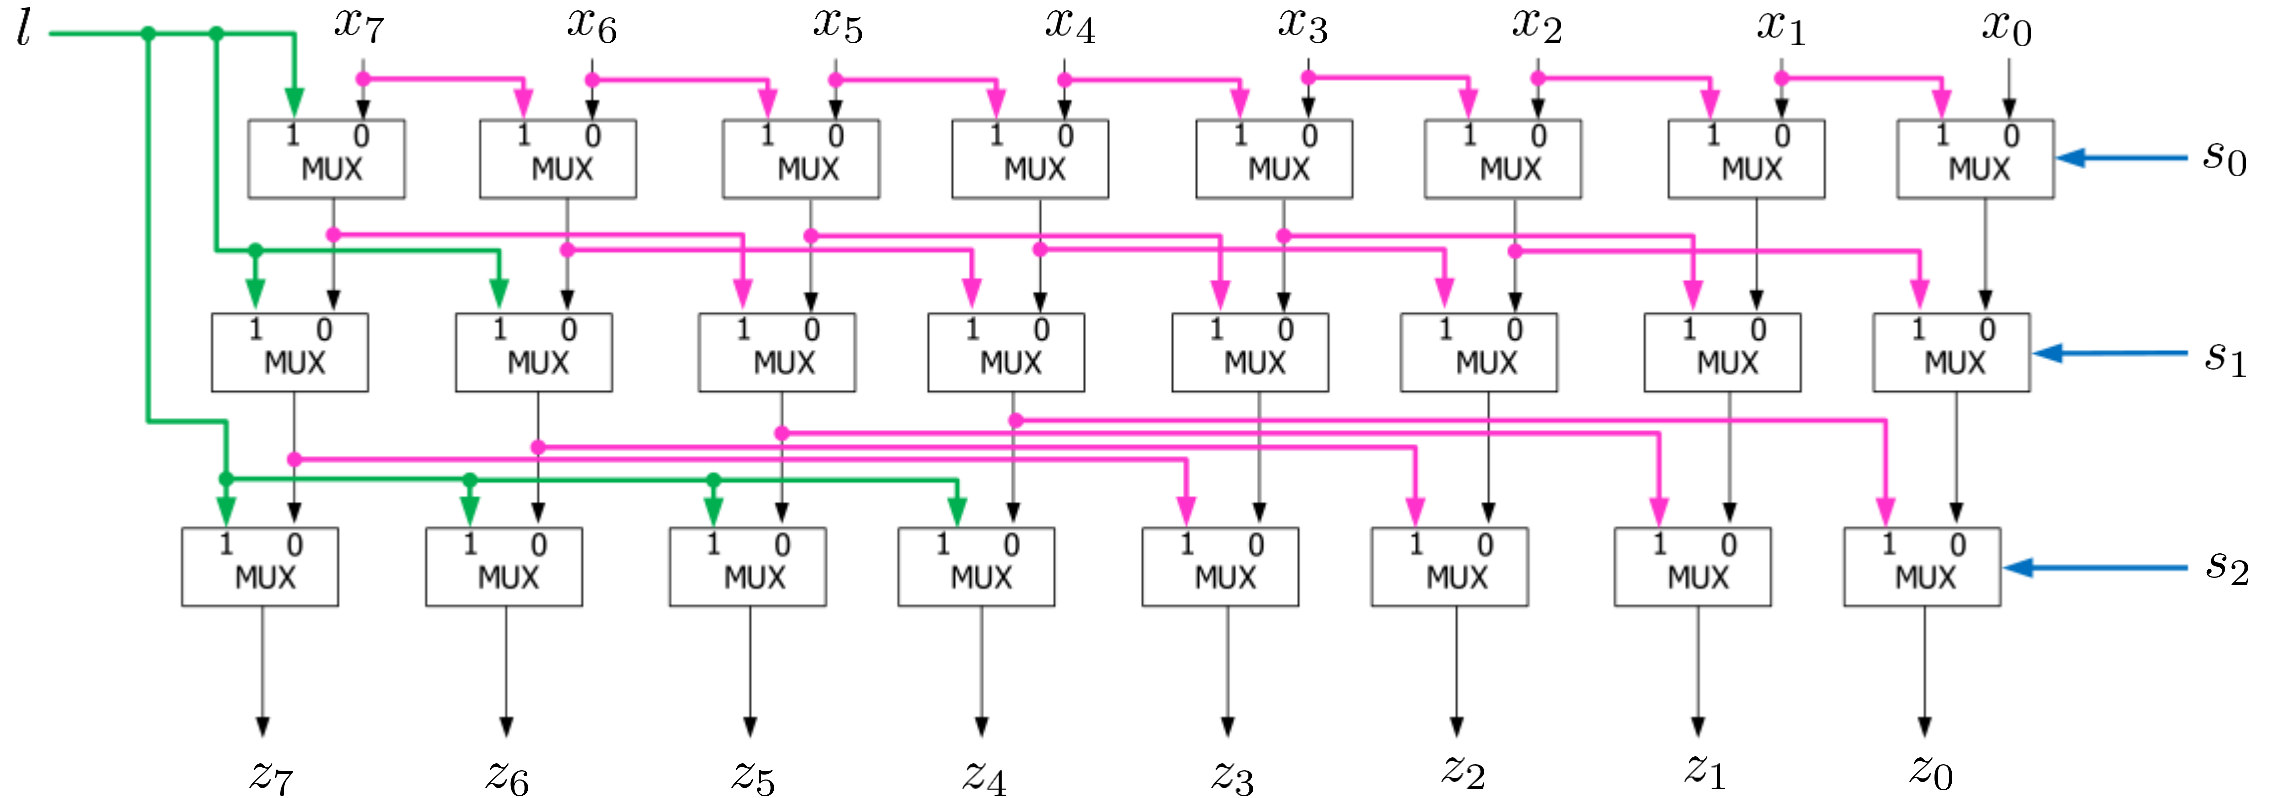 l x₇ x₆ x₅ x₄ x₃ x₂ x₁ x₀
1 0 1 0 1 0 1 0 1 0 1 0 1 0 1 0
MUX MUX MUX MUX MUX MUX MUX MUX s₀
1 0 1 0 1 0 1 0 1 0 1 0 1 0 1 0
MUX MUX MUX MUX MUX MUX MUX MUX s₁
1 0 1 0 1 0 1 0 1 0 1 0 1 0 1 0
MUX MUX MUX MUX MUX MUX MUX MUX s₂
z₇ z₆ z₅ z₄ z₃ z₂ z₁ z₀